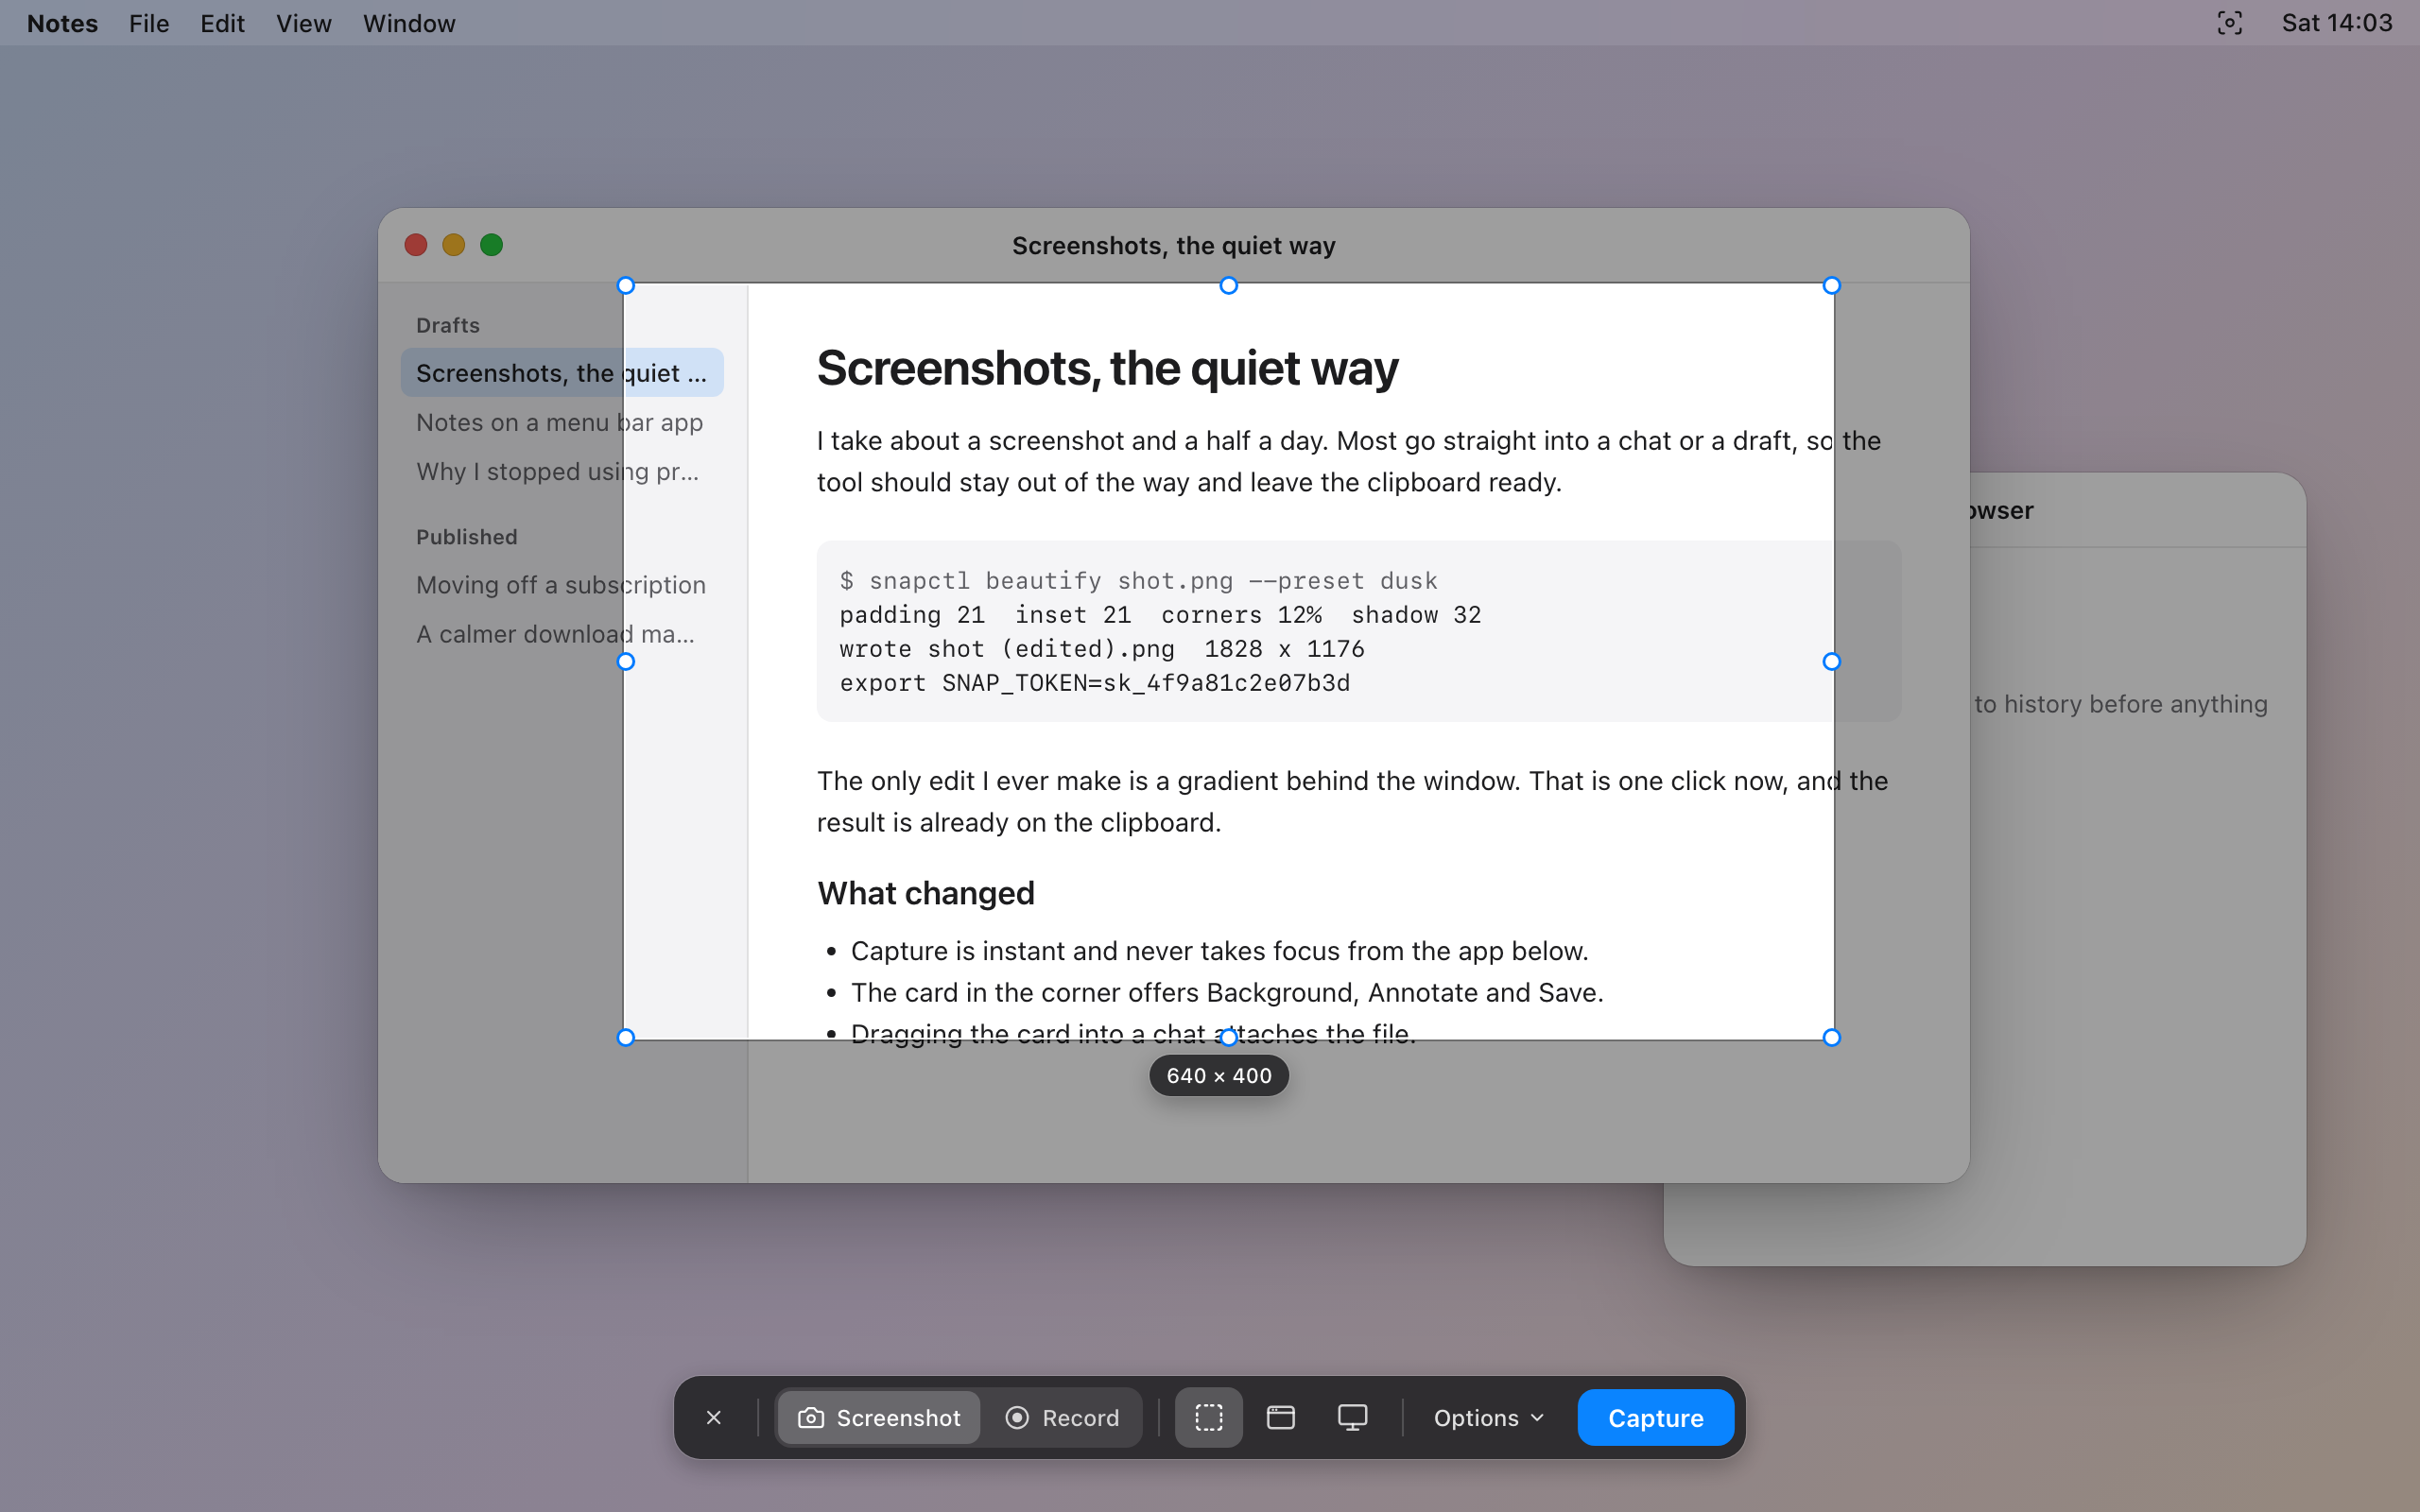 Notes File Edit View Window
Sat 14:03
Screenshots, the quiet way
Drafts
Screenshots, the quiet ...
Notes on a menu bar app
Why I stopped using pr...
Published
Moving off a subscription
A calmer download ma...
Screenshots, the quiet way
I take about a screenshot and a half a day. Most go straight into a chat or a draft, so the
tool should stay out of the way and leave the clipboard ready.
$ snapctl beautify shot.png --preset dusk
padding 21  inset 21  corners 12%  shadow 32
wrote shot (edited).png  1828 x 1176
export SNAP_TOKEN=sk_4f9a81c2e07b3d
The only edit I ever make is a gradient behind the window. That is one click now, and the
result is already on the clipboard.
What changed
• Capture is instant and never takes focus from the app below.
• The card in the corner offers Background, Annotate and Save.
• Dragging the card into a chat attaches the file.
640 × 400
owser
to history before anything
Screenshot Record Options Capture